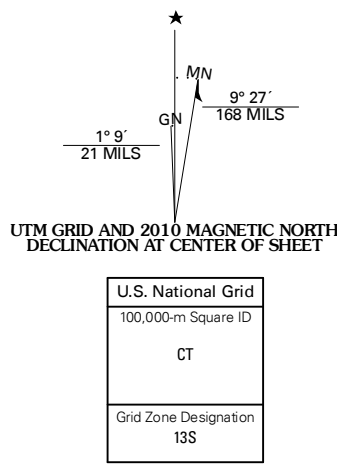 ★
MN
GN
9° 27´
168 MILS
1° 9´
21 MILS
UTM GRID AND 2010 MAGNETIC NORTH
DECLINATION AT CENTER OF SHEET
U.S. National Grid
100,000-m Square ID
CT
Grid Zone Designation
13S